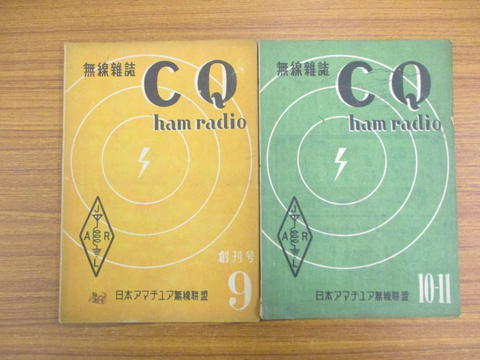 無線雑誌
CQ
ham radio
J
A R
L
創刊号
9
日本アマチュア無線聯盟
無線雑誌
CQ
ham radio
J
A R
L
10-11
日本アマチュア無線聯盟